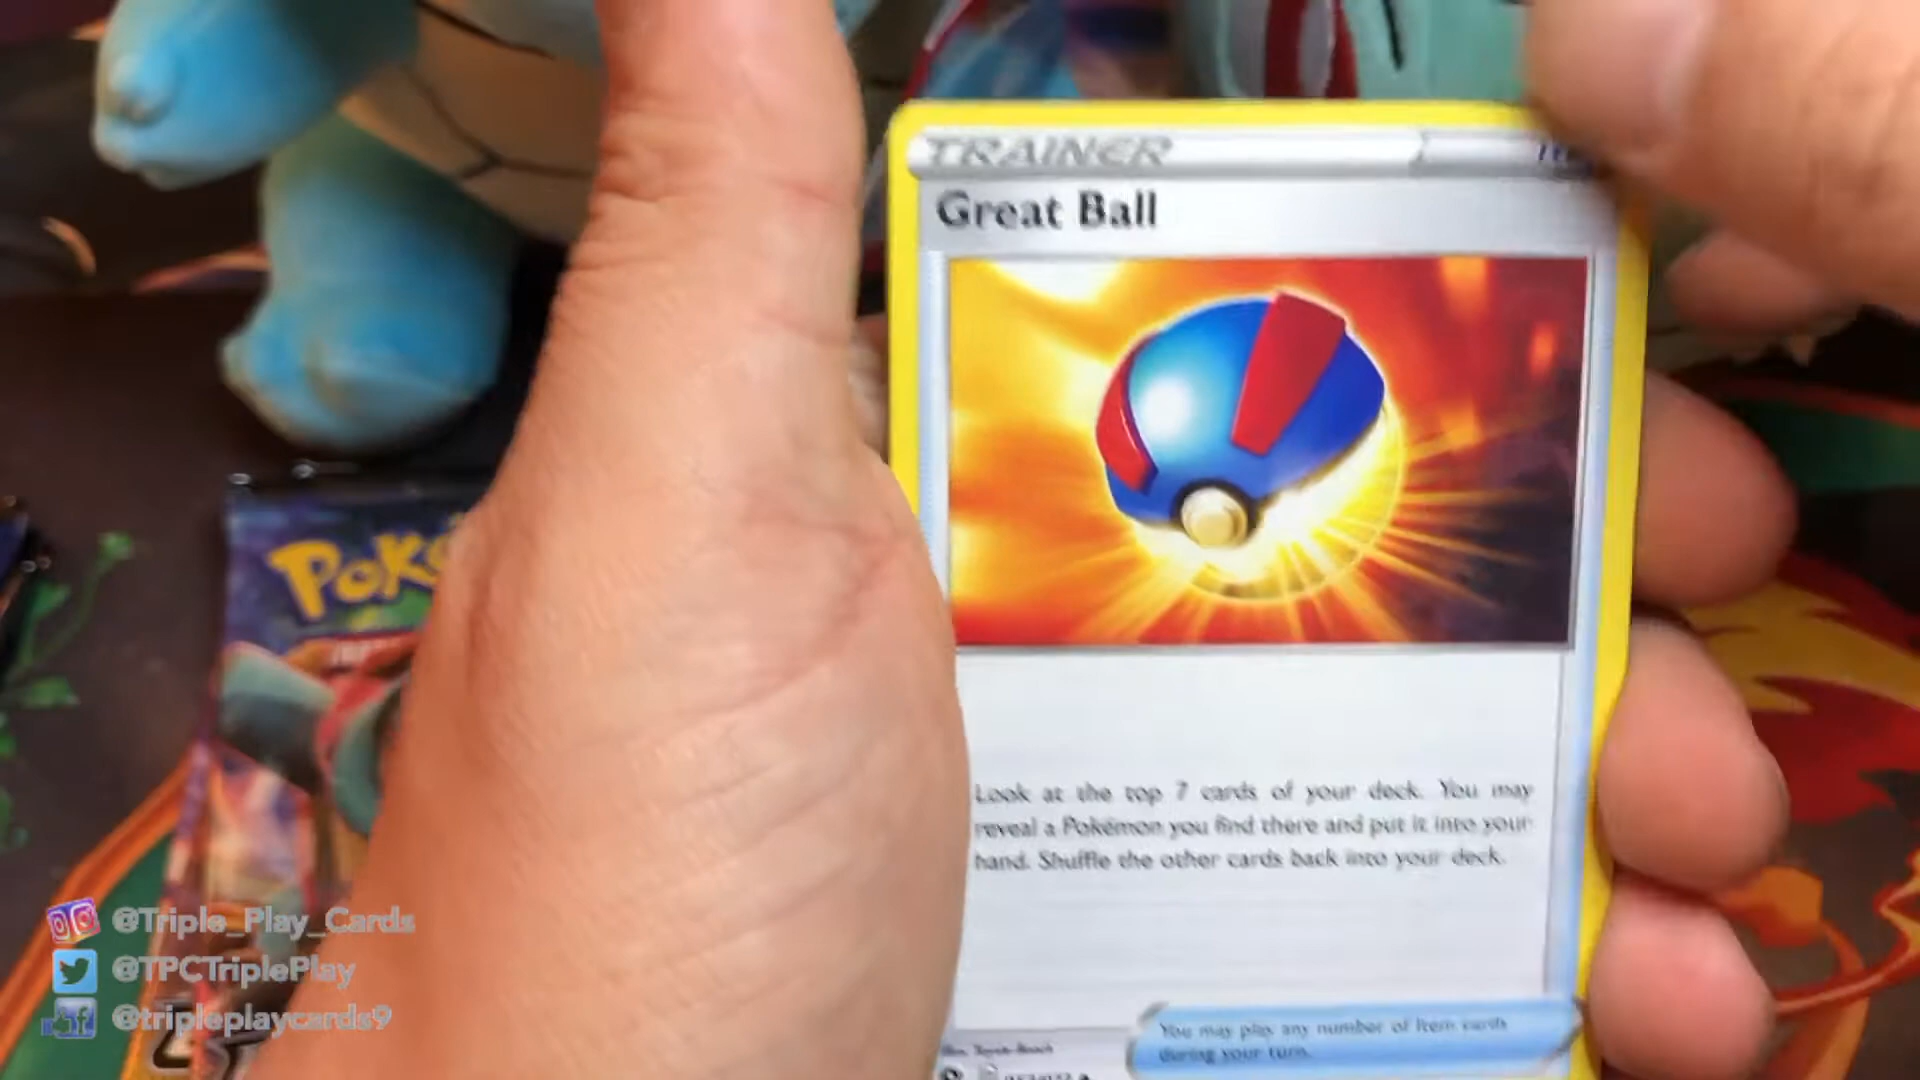 TRAINER
Great Ball
Look at the top 7 cards of your deck. You may
reveal a Pokémon you find there and put it into your
hand. Shuffle the other cards back into your deck.
You may play any number of Item cards
during your turn.
Poké
@Triple_Play_Cards
@TPCTriplePlay
@tripleplaycards9